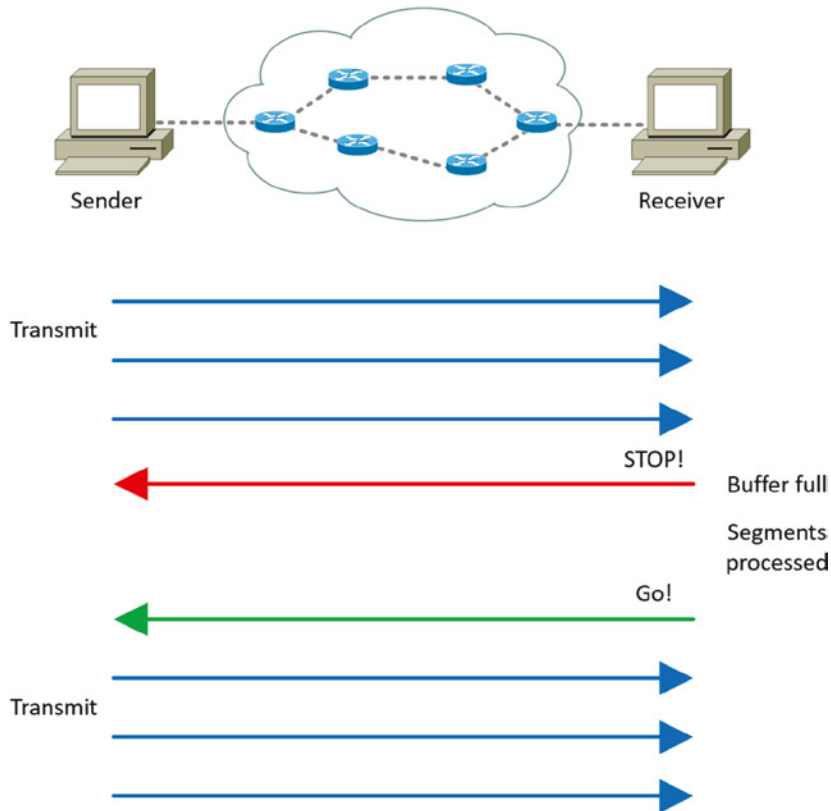 Sender
Receiver
Transmit
STOP!
Buffer full
Segments
processed
Go!
Transmit